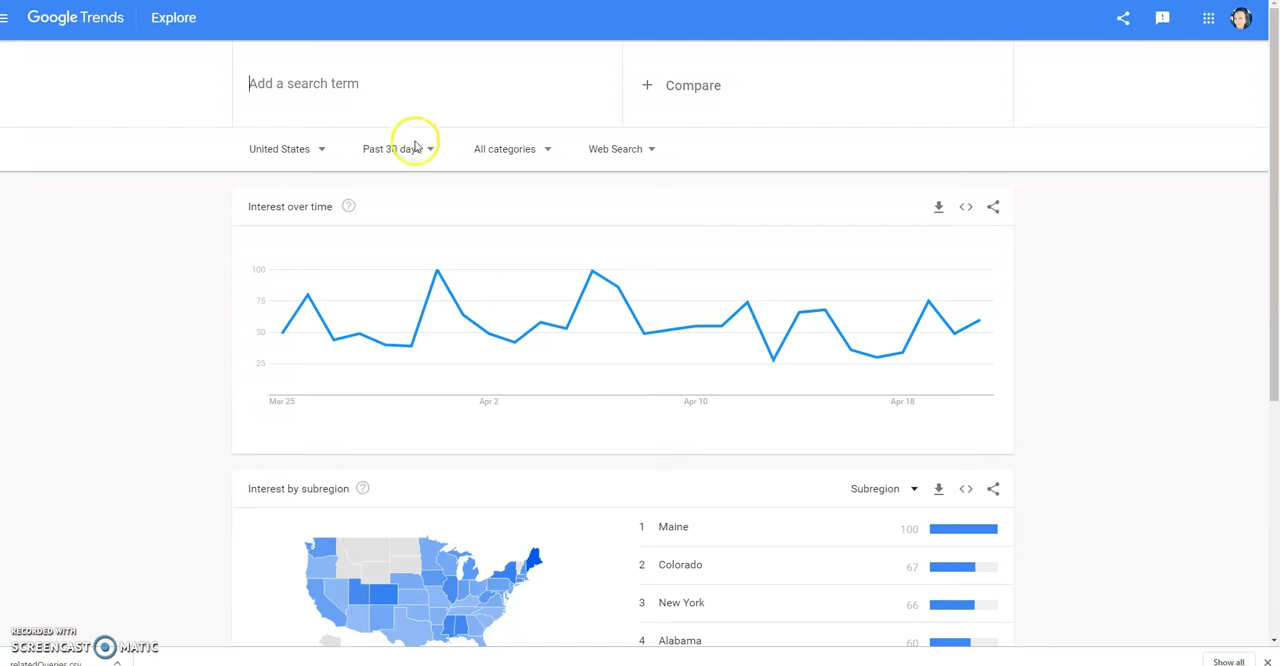 Google Trends
Explore
Add a search term
+ Compare
United States
Past 30 days
All categories
Web Search
Interest over time ?
100
75
50
25
Mar 25
Apr 2
Apr 10
Apr 18
Interest by subregion ?
Subregion
1 Maine 100
2 Colorado 67
3 New York 66
4 Alabama 60
RECORDED WITH
SCREENCAST MATIC
relatedQueries.csv
Show all